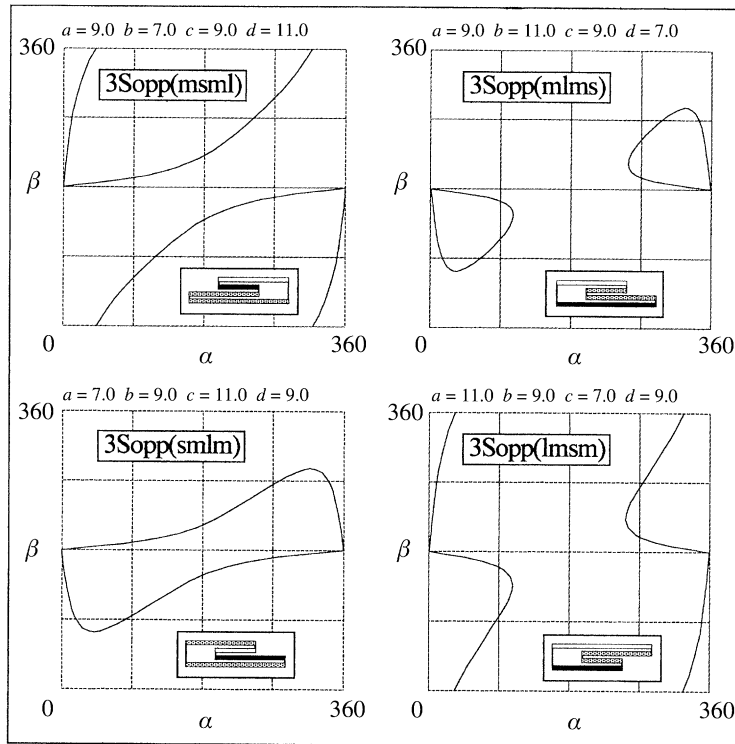 a = 9.0 b = 7.0 c = 9.0 d = 11.0
360
3Sopp(msml)
β
0
α
360
a = 9.0 b = 11.0 c = 9.0 d = 7.0
360
3Sopp(mlms)
β
0
α
360
a = 7.0 b = 9.0 c = 11.0 d = 9.0
360
3Sopp(smlm)
β
0
α
360
a = 11.0 b = 9.0 c = 7.0 d = 9.0
360
3Sopp(lmsm)
β
0
α
360